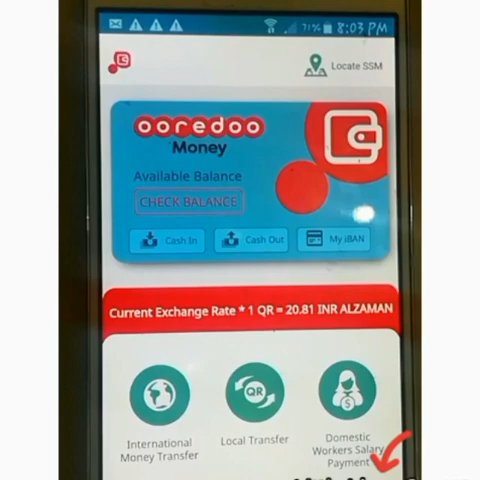 71% 8:03 PM
Locate SSM
ooredoo
Money
Available Balance
CHECK BALANCE
Cash In
Cash Out
My iBAN
Current Exchange Rate * 1 QR = 20.81 INR ALZAMAN
QR
International
Money Transfer
Local Transfer
Domestic
Workers Salary
Payment